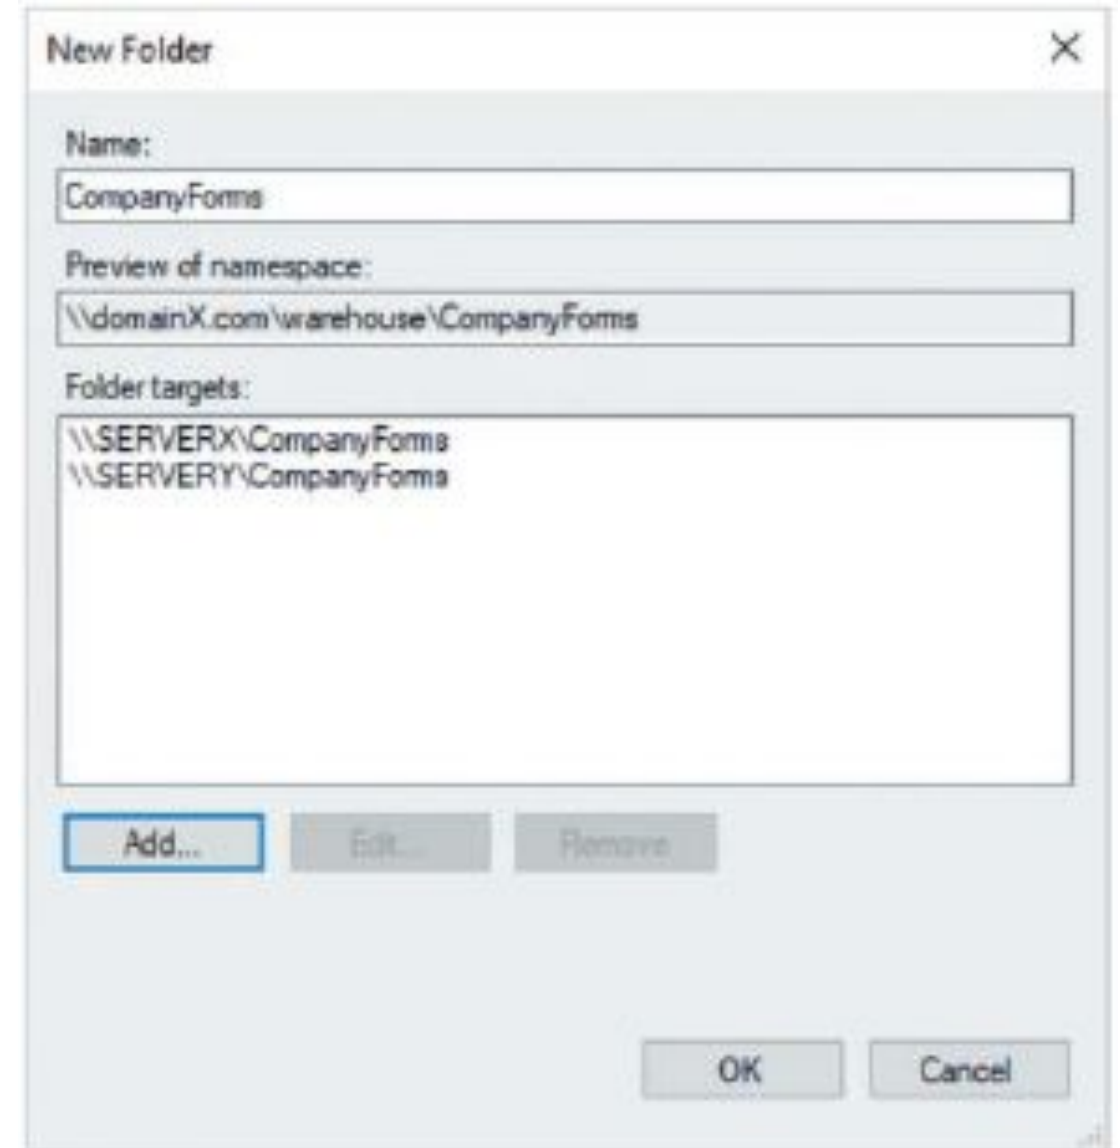 New Folder
Name:
CompanyForms
Preview of namespace:
\\domainX.com\warehouse\CompanyForms
Folder targets:
\\SERVERX\CompanyForms
\\SERVERY\CompanyForms
Add... Edit... Remove
OK Cancel